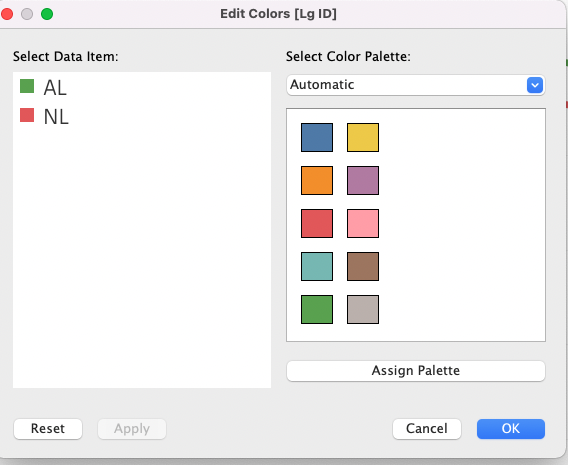 Edit Colors [Lg ID]
Select Data Item:
AL
NL
Select Color Palette:
Automatic
Assign Palette
Reset
Apply
Cancel
OK